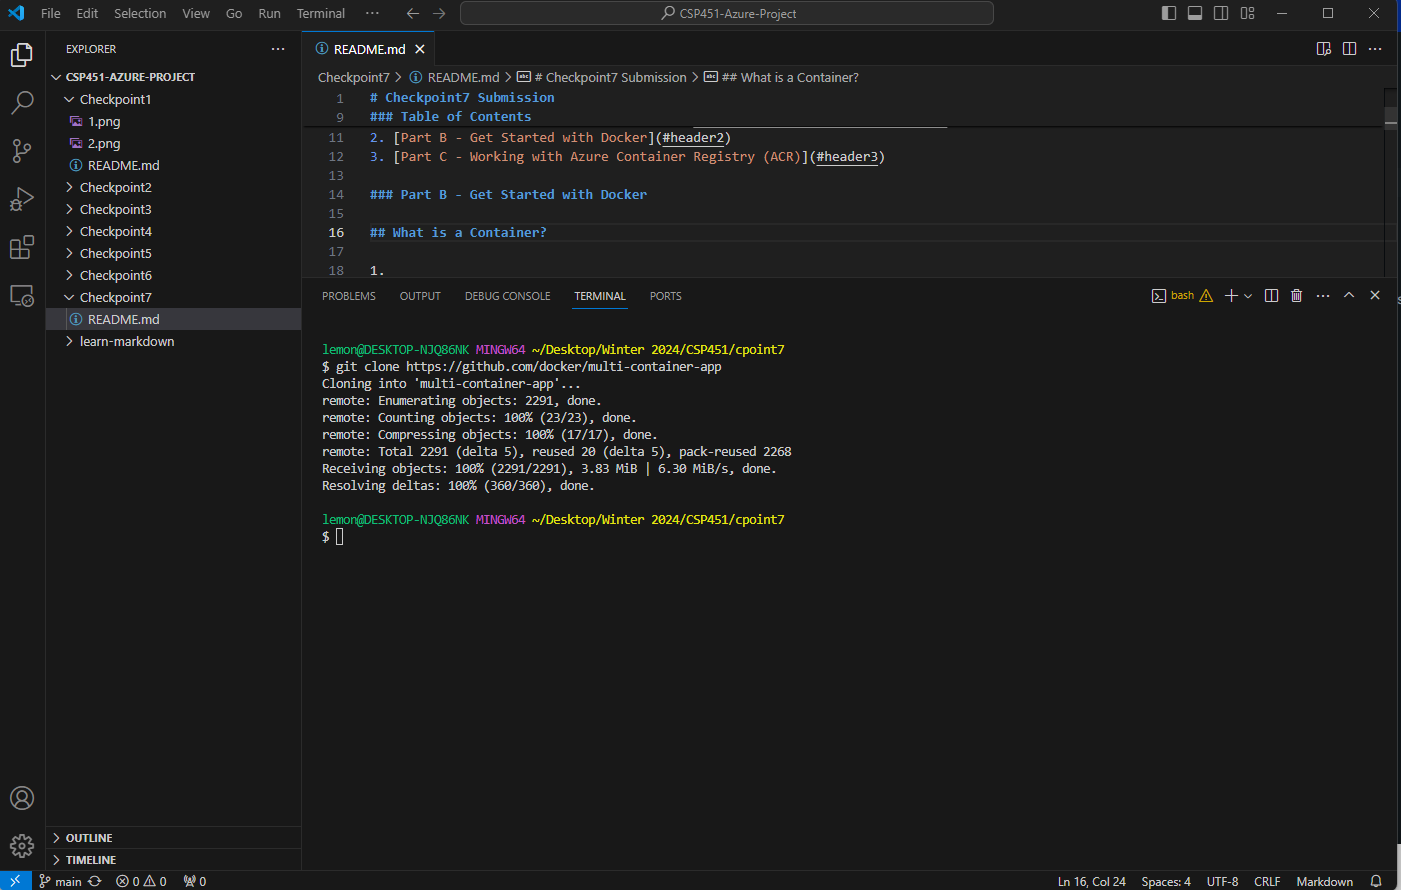 File Edit Selection View Go Run Terminal ··· CSP451-Azure-Project
EXPLORER ···
CSP451-AZURE-PROJECT
Checkpoint1
1.png
2.png
README.md
Checkpoint2
Checkpoint3
Checkpoint4
Checkpoint5
Checkpoint6
Checkpoint7
README.md
learn-markdown
OUTLINE
TIMELINE
README.md
Checkpoint7 > README.md > # Checkpoint7 Submission > ## What is a Container?
1 # Checkpoint7 Submission
9 ### Table of Contents
11 2. [Part B - Get Started with Docker](#header2)
12 3. [Part C - Working with Azure Container Registry (ACR)](#header3)
13
14 ### Part B - Get Started with Docker
15
16 ## What is a Container?
17
18 1.
PROBLEMS OUTPUT DEBUG CONSOLE TERMINAL PORTS bash
lemon@DESKTOP-NJQ86NK MINGW64 ~/Desktop/Winter 2024/CSP451/cpoint7
$ git clone https://github.com/docker/multi-container-app
Cloning into 'multi-container-app'...
remote: Enumerating objects: 2291, done.
remote: Counting objects: 100% (23/23), done.
remote: Compressing objects: 100% (17/17), done.
remote: Total 2291 (delta 5), reused 20 (delta 5), pack-reused 2268
Receiving objects: 100% (2291/2291), 3.83 MiB | 6.30 MiB/s, done.
Resolving deltas: 100% (360/360), done.
lemon@DESKTOP-NJQ86NK MINGW64 ~/Desktop/Winter 2024/CSP451/cpoint7
$
main 0 0 0 Ln 16, Col 24 Spaces: 4 UTF-8 CRLF Markdown